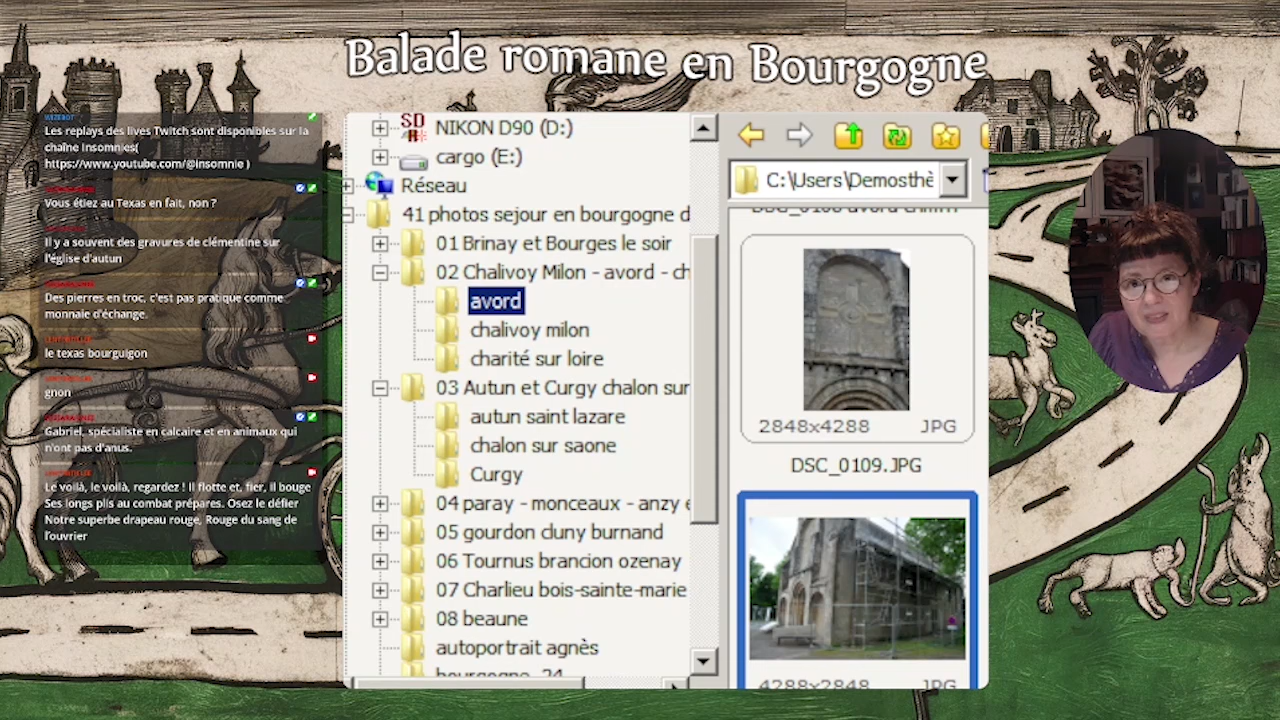 Balade romane en Bourgogne
WIZEBOT
Les replays des lives Twitch sont disponibles sur la
chaîne Insomnies(
https://www.youtube.com/@insomnie )
Vous étiez au Texas en fait, non ?
Il y a souvent des gravures de clémentine sur
l'église d'autun
Des pierres en troc, c'est pas pratique comme
monnaie d'échange.
le texas bourguignon
gnon
Gabriel, spécialiste en calcaire et en animaux qui
n'ont pas d'anus.
Le voilà, le voilà, regardez ! Il flotte et, fier, il bouge
Ses longs plis au combat prépares. Osez le défier
Notre superbe drapeau rouge, Rouge du sang de
l'ouvrier
NIKON D90 (D:)
cargo (E:)
Réseau
41 photos sejour en bourgogne d
01 Brinay et Bourges le soir
02 Chalivoy Milon - avord - ch
avord
chalivoy milon
charité sur loire
03 Autun et Curgy chalon sur
autun saint lazare
chalon sur saone
Curgy
04 paray - monceaux - anzy e
05 gourdon cluny burnand
06 Tournus brancion ozenay
07 Charlieu bois-sainte-marie
08 beaune
autoportrait agnès
C:\Users\Demosthè
2848x4288 JPG
DSC_0109.JPG
4288x2848 JPG